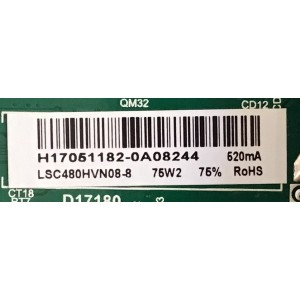 QM32
CD12
H17051182-0A08244 520mA
LSC480HVN08-8 75W2 75% RoHS
CT18
D17180